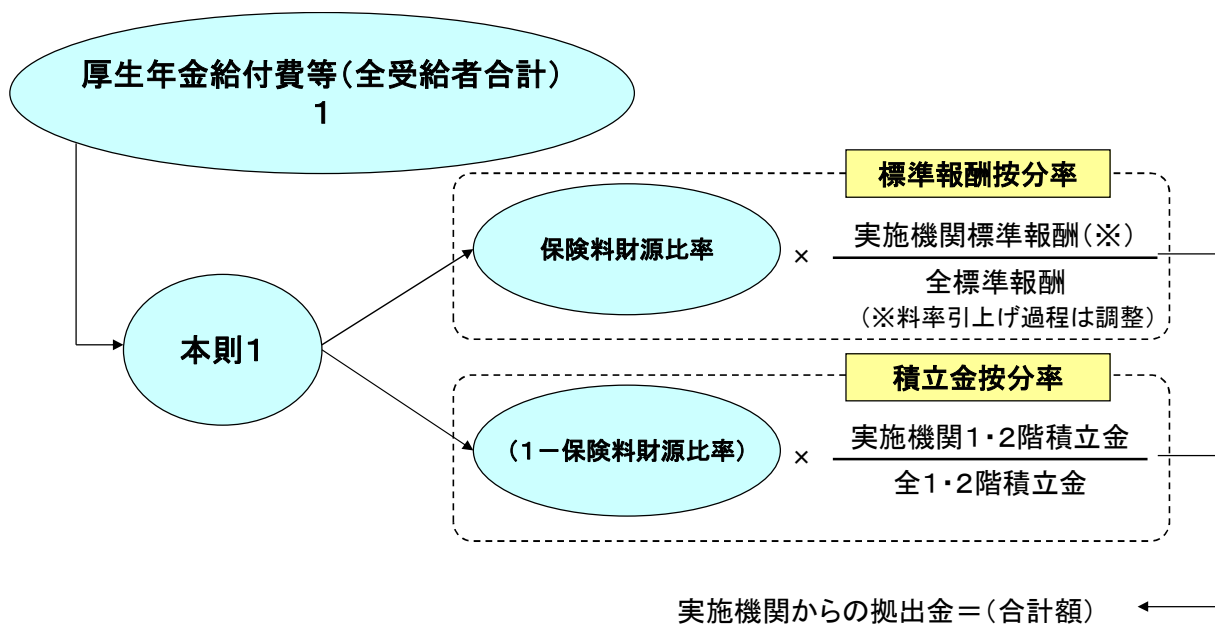 厚生年金給付費等(全受給者合計)
1
標準報酬按分率
保険料財源比率
×
実施機関標準報酬(※)
全標準報酬
(※料率引上げ過程は調整)
本則1
積立金按分率
(1-保険料財源比率)
×
実施機関1・2階積立金
全1・2階積立金
実施機関からの拠出金=(合計額)